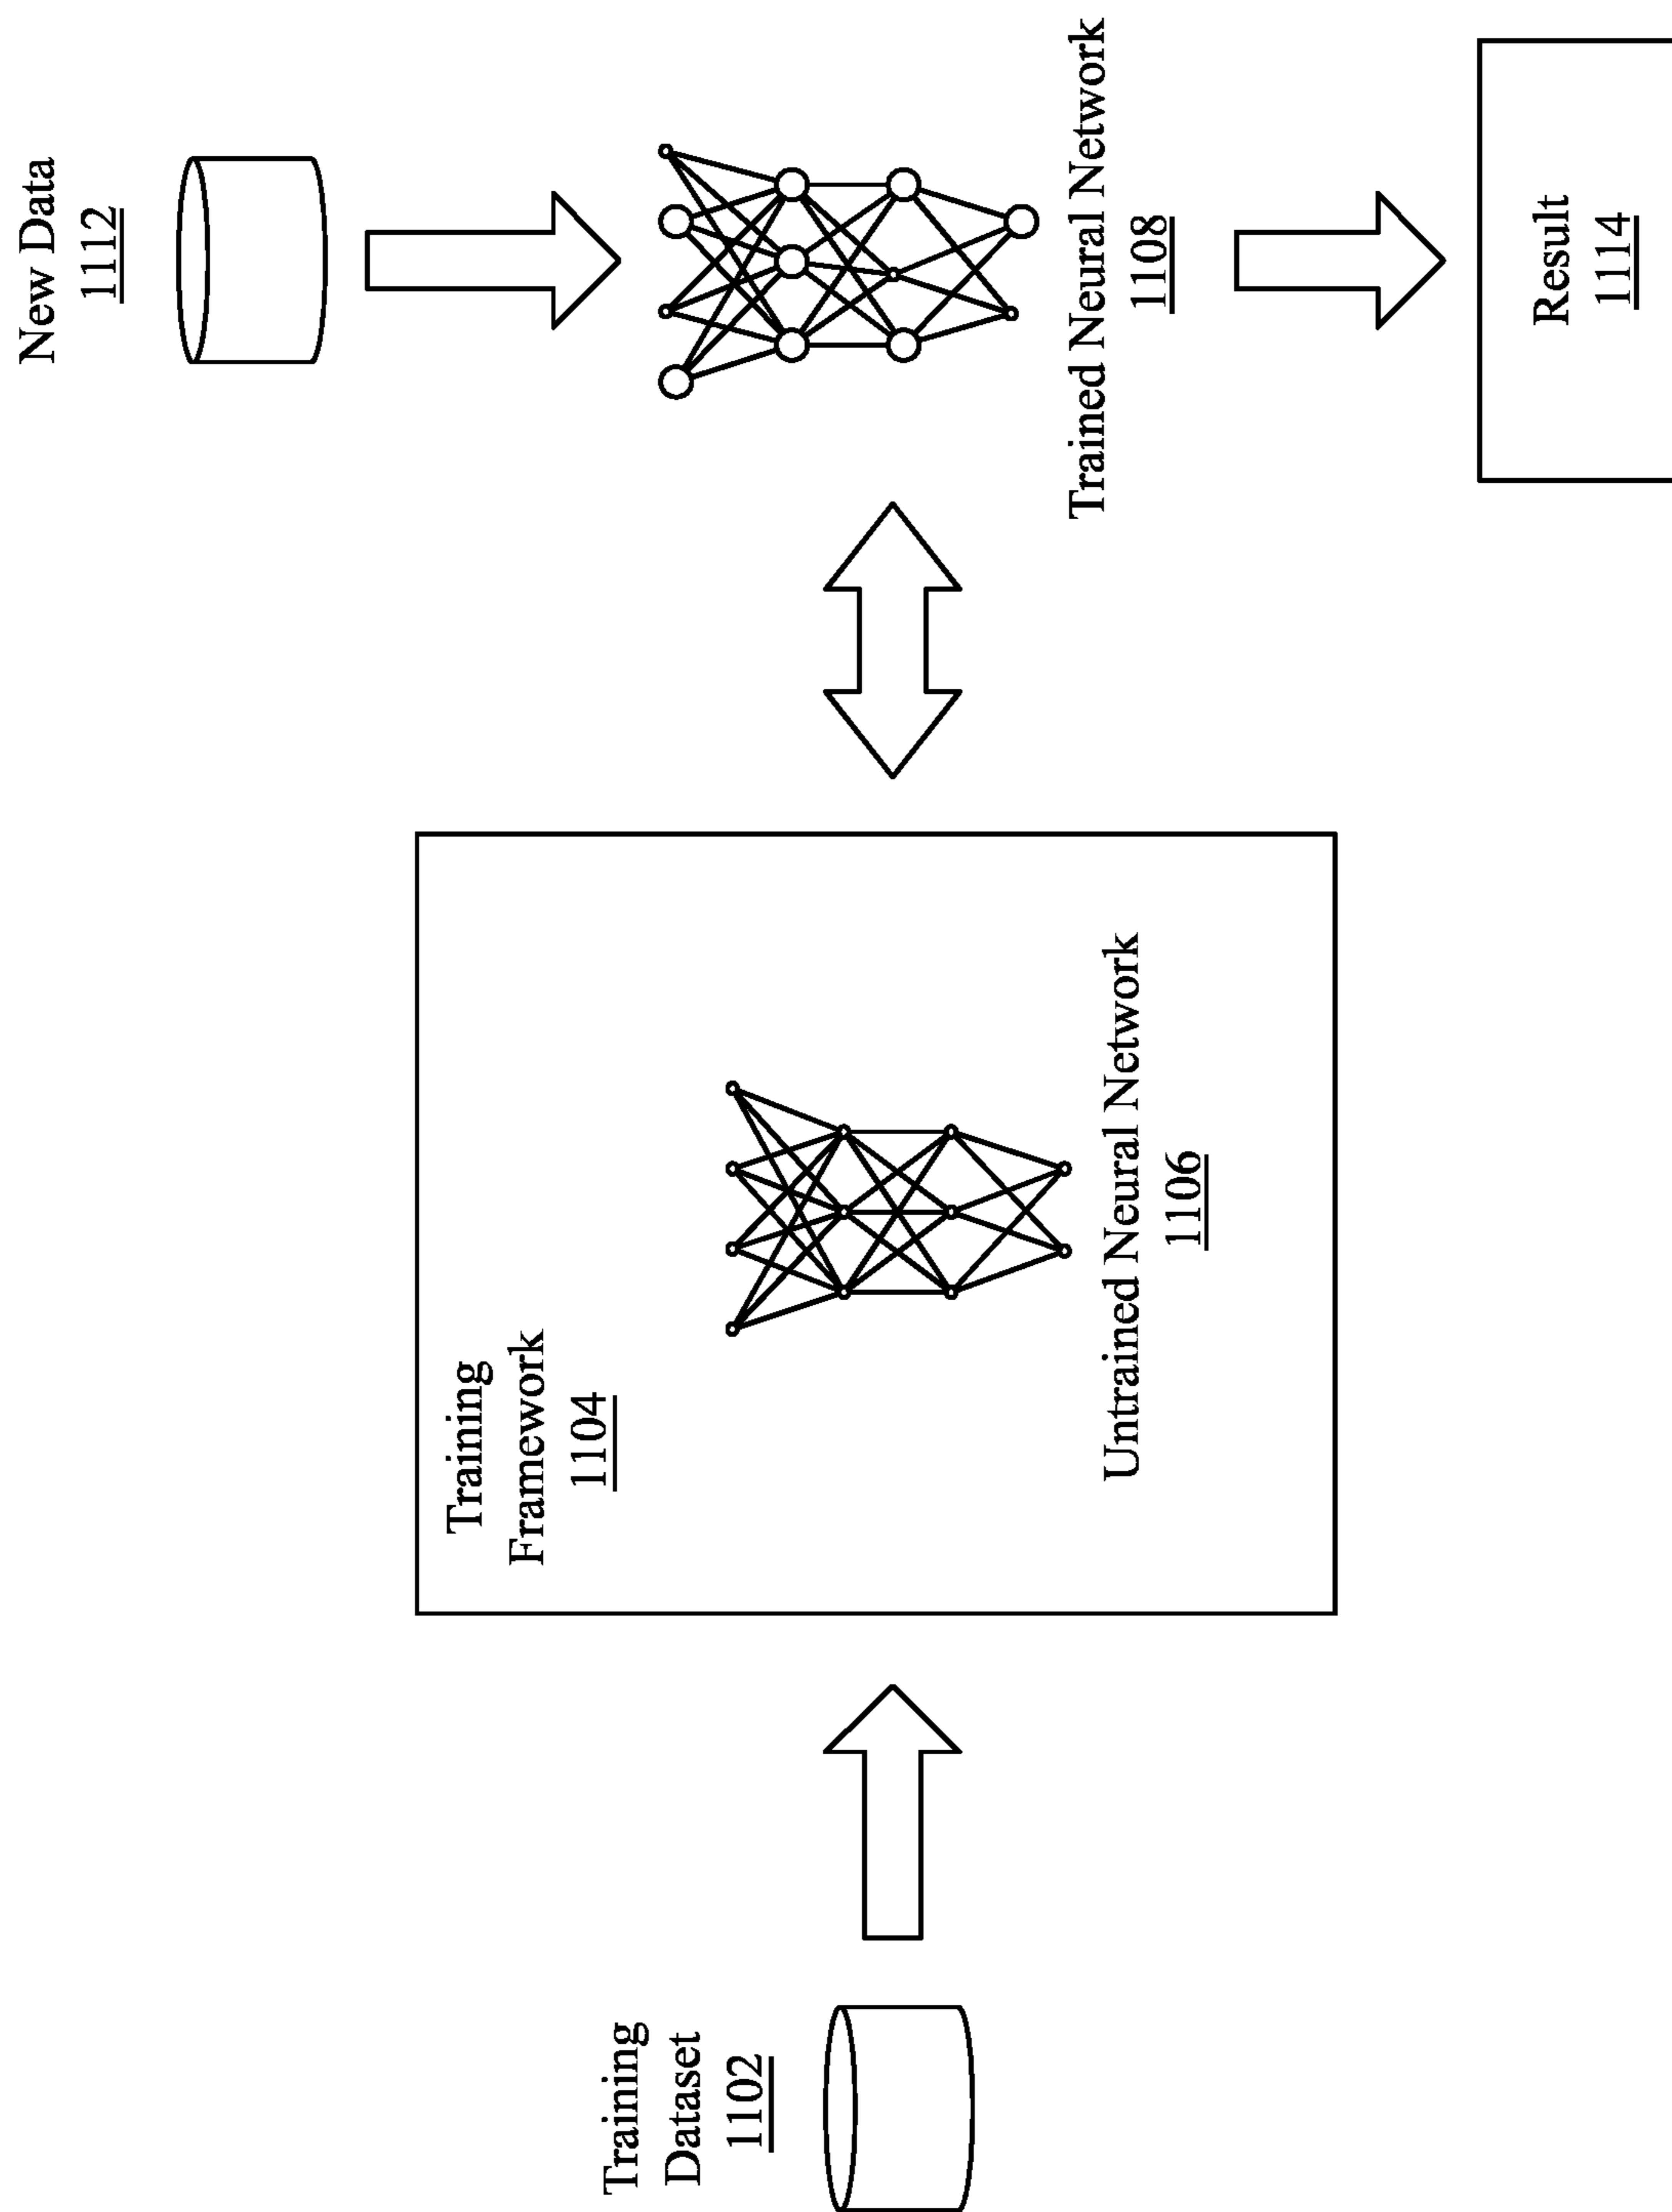 Training
Dataset
1102
Training
Framework
1104
Untrained Neural Network
1106
New Data
1112
Trained Neural Network
1108
Result
1114